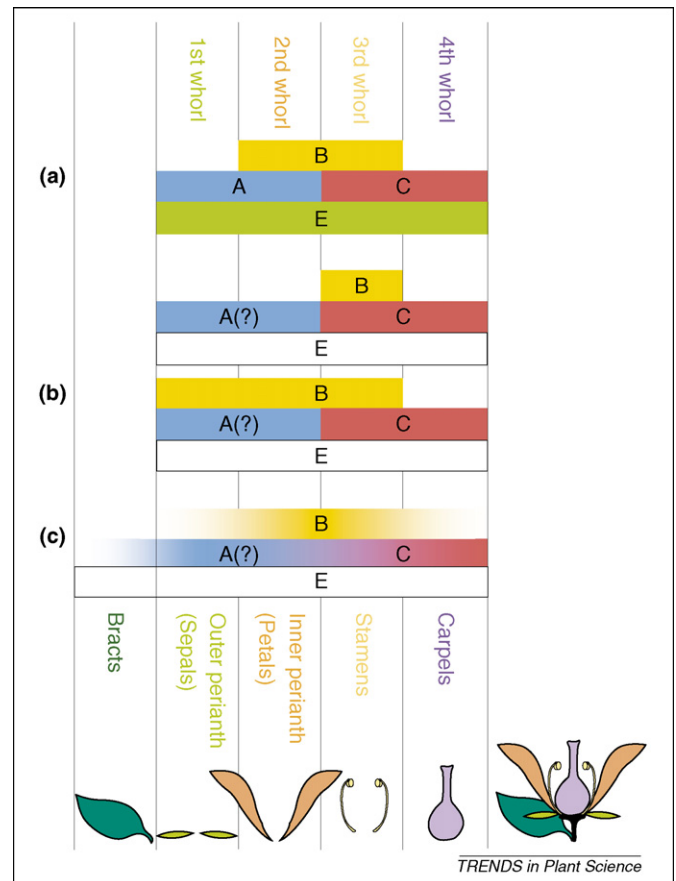 1st whorl
2nd whorl
3rd whorl
4th whorl
B
(a)
A
C
E
B
A(?)
C
E
(b)
B
A(?)
C
E
B
(c)
A(?)
C
E
Bracts
Outer perianth
(Sepals)
Inner perianth
(Petals)
Stamens
Carpels
TRENDS in Plant Science